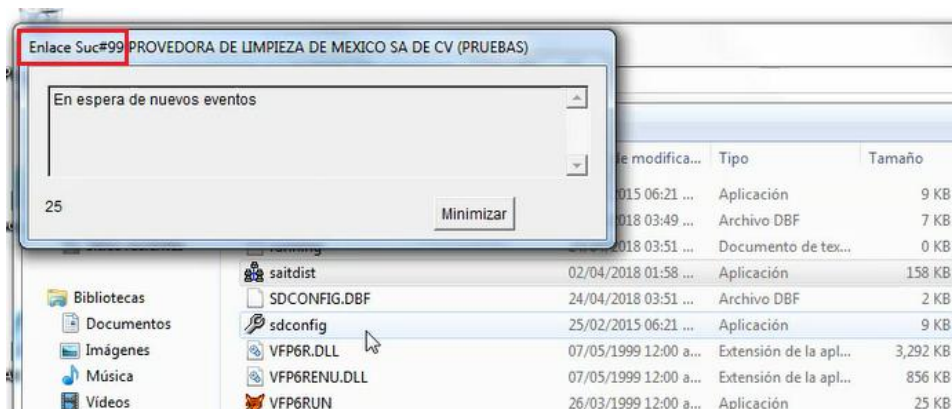 Enlace Suc#99 PROVEDORA DE LIMPIEZA DE MEXICO SA DE CV (PRUEBAS)
En espera de nuevos eventos
25
Minimizar
de modifica... Tipo Tamaño
015 06:21 ... Aplicación 9 KB
018 03:49 ... Archivo DBF 7 KB
018 03:51 ... Documento de tex... 0 KB
saitdist 02/04/2018 01:58 ... Aplicación 158 KB
Bibliotecas SDCONFIG.DBF 24/04/2018 03:51 ... Archivo DBF 2 KB
Documentos sdconfig 25/02/2015 06:21 ... Aplicación 9 KB
Imágenes VFP6R.DLL 07/05/1999 12:00 a... Extensión de la apl... 3,292 KB
Música VFP6RENU.DLL 07/05/1999 12:00 a... Extensión de la apl... 856 KB
Vídeos VFP6RUN 26/03/1999 12:00 a... Aplicación 25 KB